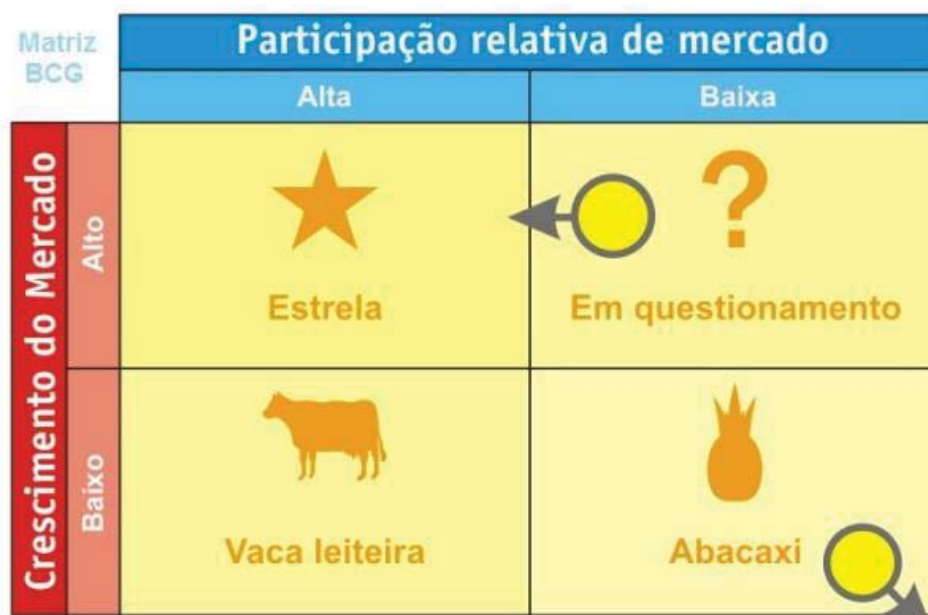 Matriz
BCG
Participação relativa de mercado
Alta
Baixa
Crescimento do Mercado
Alto
?
Estrela
Em questionamento
Baixo
Vaca leiteira
Abacaxi